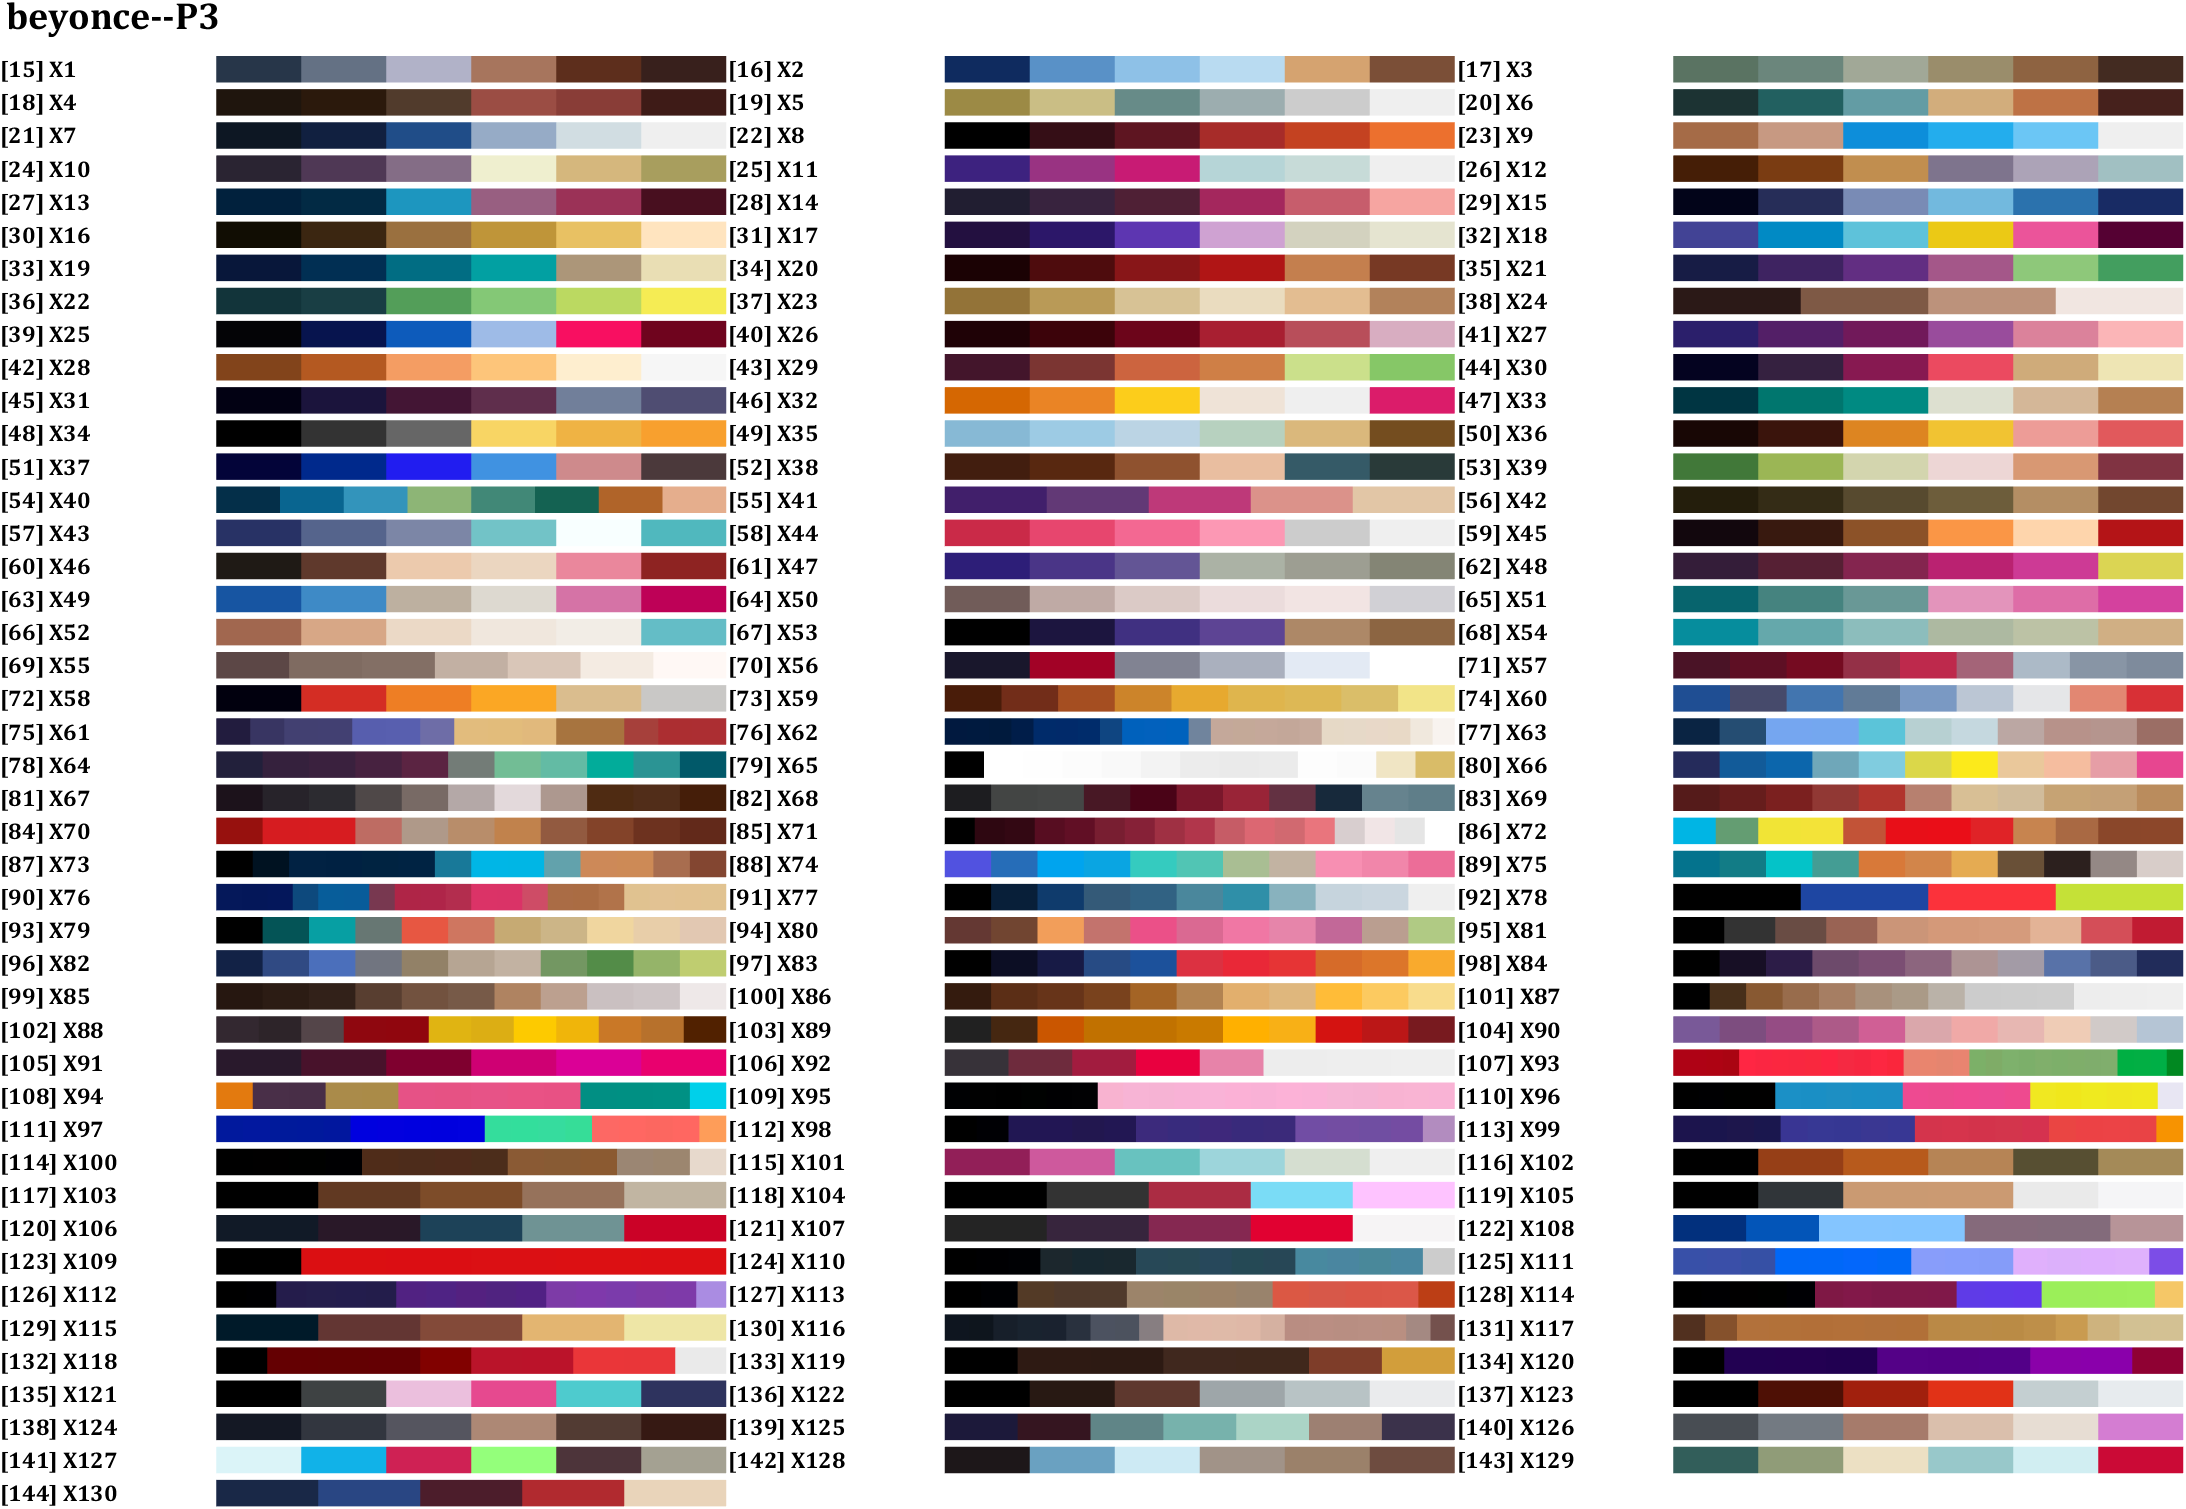 beyonce--P3
[15] X1 [16] X2 [17] X3
[18] X4 [19] X5 [20] X6
[21] X7 [22] X8 [23] X9
[24] X10 [25] X11 [26] X12
[27] X13 [28] X14 [29] X15
[30] X16 [31] X17 [32] X18
[33] X19 [34] X20 [35] X21
[36] X22 [37] X23 [38] X24
[39] X25 [40] X26 [41] X27
[42] X28 [43] X29 [44] X30
[45] X31 [46] X32 [47] X33
[48] X34 [49] X35 [50] X36
[51] X37 [52] X38 [53] X39
[54] X40 [55] X41 [56] X42
[57] X43 [58] X44 [59] X45
[60] X46 [61] X47 [62] X48
[63] X49 [64] X50 [65] X51
[66] X52 [67] X53 [68] X54
[69] X55 [70] X56 [71] X57
[72] X58 [73] X59 [74] X60
[75] X61 [76] X62 [77] X63
[78] X64 [79] X65 [80] X66
[81] X67 [82] X68 [83] X69
[84] X70 [85] X71 [86] X72
[87] X73 [88] X74 [89] X75
[90] X76 [91] X77 [92] X78
[93] X79 [94] X80 [95] X81
[96] X82 [97] X83 [98] X84
[99] X85 [100] X86 [101] X87
[102] X88 [103] X89 [104] X90
[105] X91 [106] X92 [107] X93
[108] X94 [109] X95 [110] X96
[111] X97 [112] X98 [113] X99
[114] X100 [115] X101 [116] X102
[117] X103 [118] X104 [119] X105
[120] X106 [121] X107 [122] X108
[123] X109 [124] X110 [125] X111
[126] X112 [127] X113 [128] X114
[129] X115 [130] X116 [131] X117
[132] X118 [133] X119 [134] X120
[135] X121 [136] X122 [137] X123
[138] X124 [139] X125 [140] X126
[141] X127 [142] X128 [143] X129
[144] X130